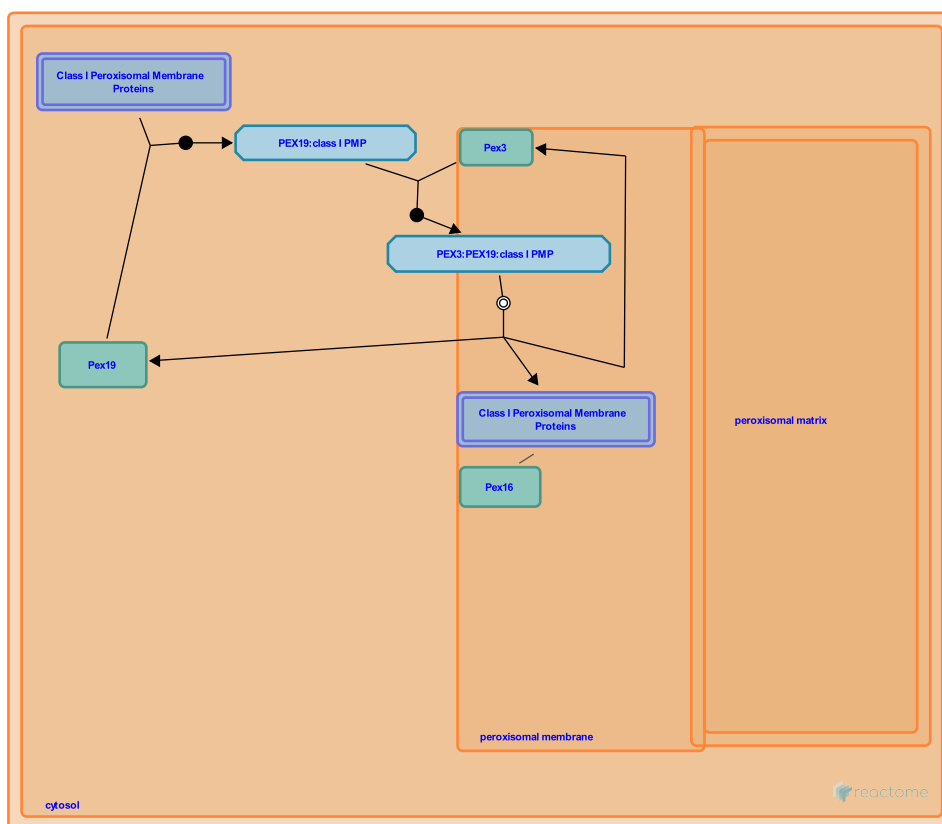 Class I Peroxisomal Membrane
Proteins
PEX19:class I PMP
Pex3
PEX3:PEX19:class I PMP
Pex19
Class I Peroxisomal Membrane
Proteins
peroxisomal matrix
Pex16
peroxisomal membrane
reactome
cytosol